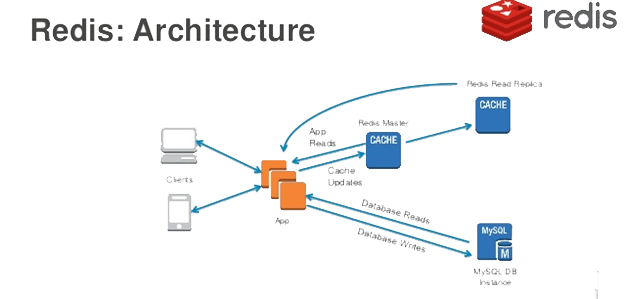 Redis: Architecture
redis
Redis Read Replica
CACHE
Redis Master
CACHE
App
Reads
Cache
Updates
Clients
App
Database Reads
Database Writes
MySQL
M
MySQL DB
Instance